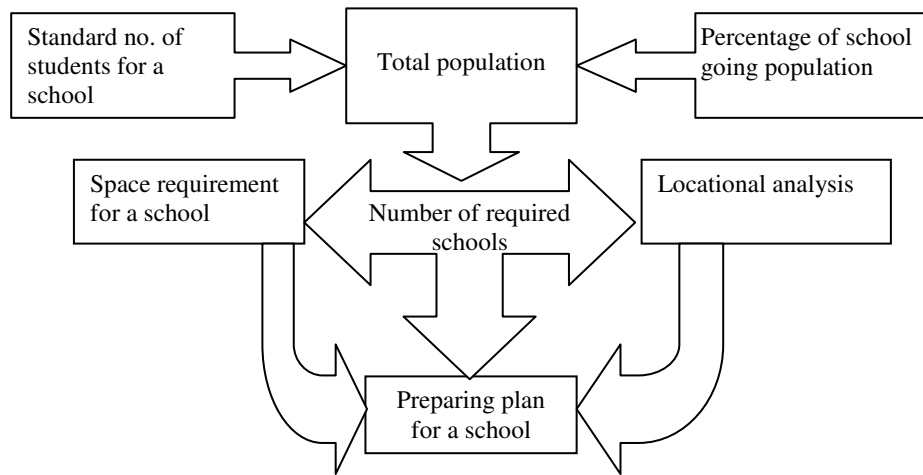 Standard no. of
students for a
school
Total population
Percentage of school
going population
Space requirement
for a school
Number of required
schools
Locational analysis
Preparing plan
for a school